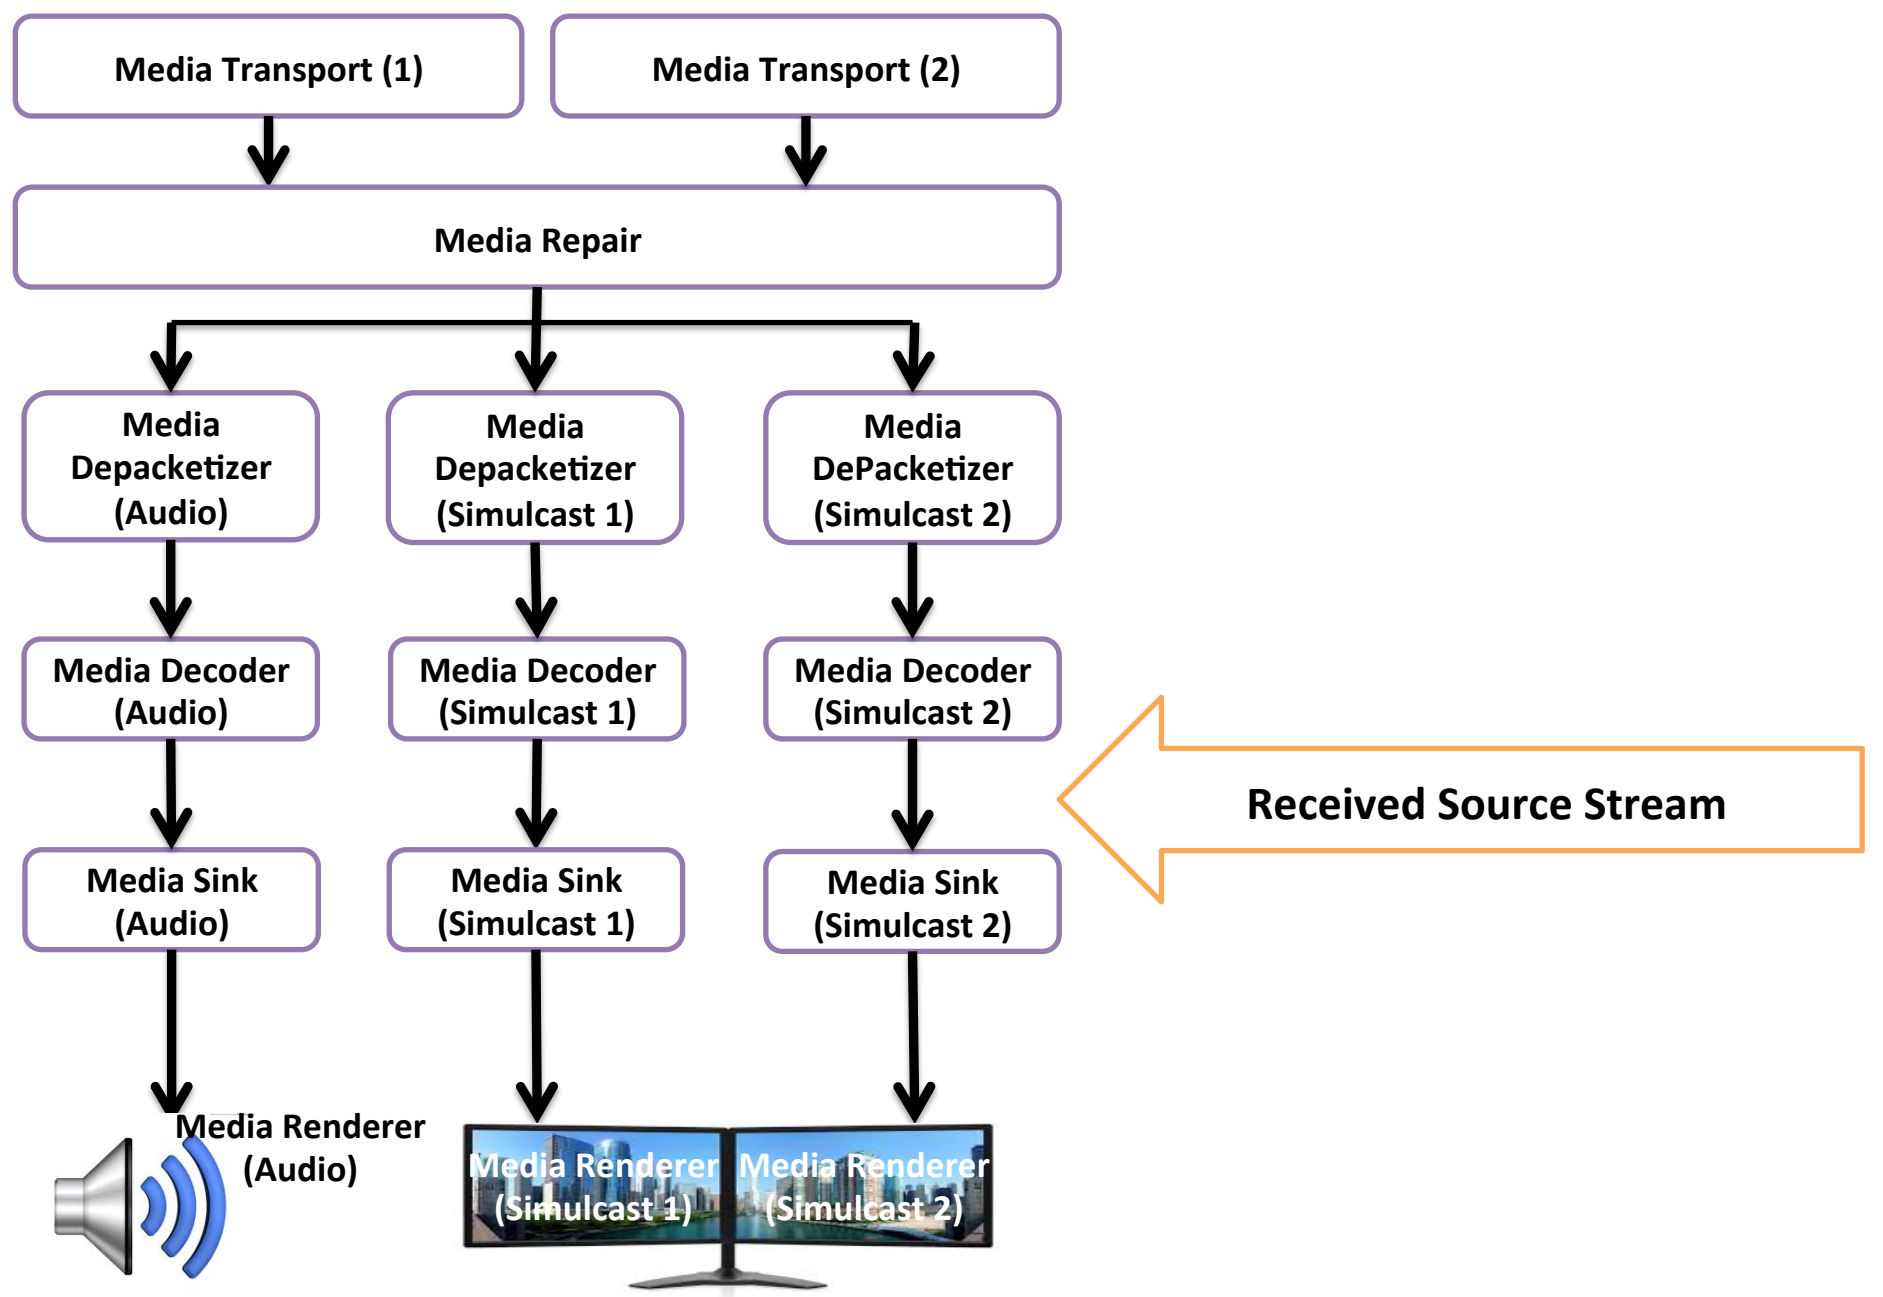 Media Transport (1)
Media Transport (2)
Media Repair
Media
Depacketizer
(Audio)
Media
Depacketizer
(Simulcast 1)
Media
DePacketizer
(Simulcast 2)
Media Decoder
(Audio)
Media Decoder
(Simulcast 1)
Media Decoder
(Simulcast 2)
Received Source Stream
Media Sink
(Audio)
Media Sink
(Simulcast 1)
Media Sink
(Simulcast 2)
Media Renderer
(Audio)
Media Renderer
(Simulcast 1)
Media Renderer
(Simulcast 2)